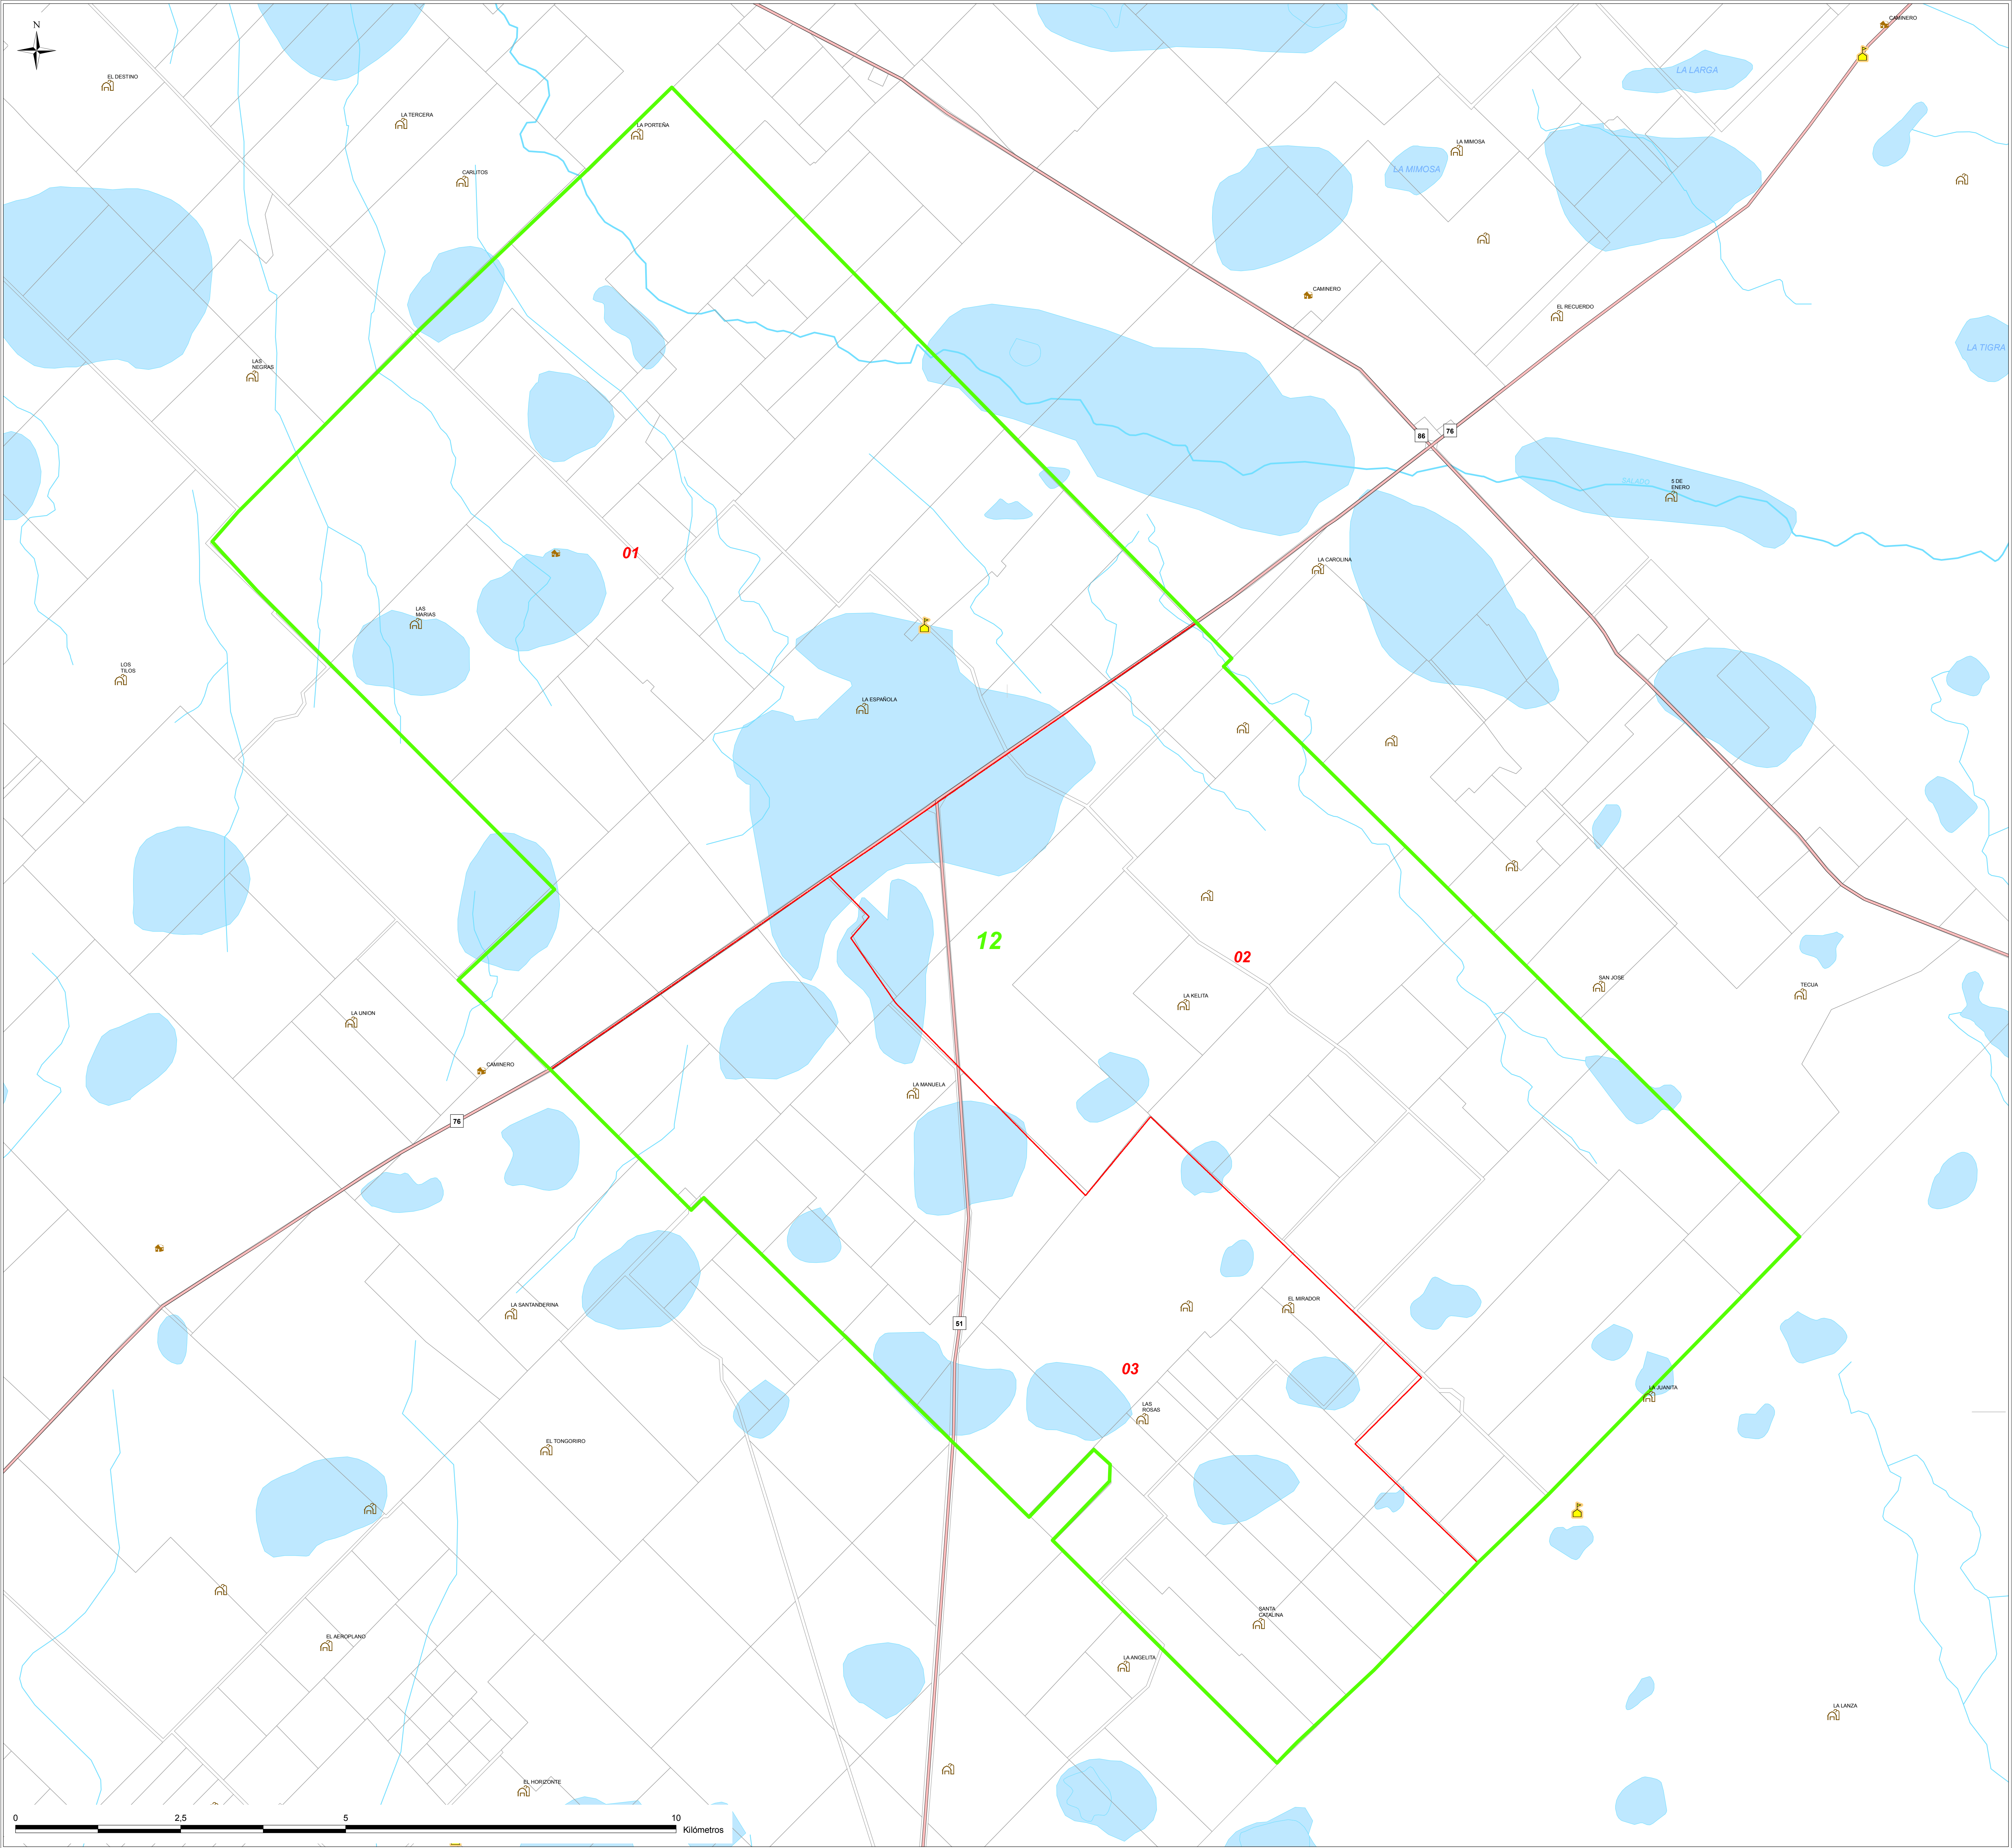 N
CAMINERO
LA LARGA
EL DESTINO
LA TERCERA
LA PORTEÑA
LA MIMOSA
LA MIMOSA
CARLITOS
CAMINERO
EL RECUERDO
LA TIGRA
LAS
NEGRAS
86
76
SALADO
5 DE
ENERO
01
LA CAROLINA
LAS
MARIAS
LOS
TILOS
LA ESPAÑOLA
12
02
SAN JOSE
TECUA
LA KELITA
LA UNION
CAMINERO
LA MANUELA
76
LA SANTANDERINA
EL MIRADOR
51
03
LA JUANITA
LAS
ROSAS
EL TONGORIRO
SANTA
CATALINA
EL AEROPLANO
LA ANGELITA
LA LANZA
EL HORIZONTE
0 2,5 5 10
Kilómetros